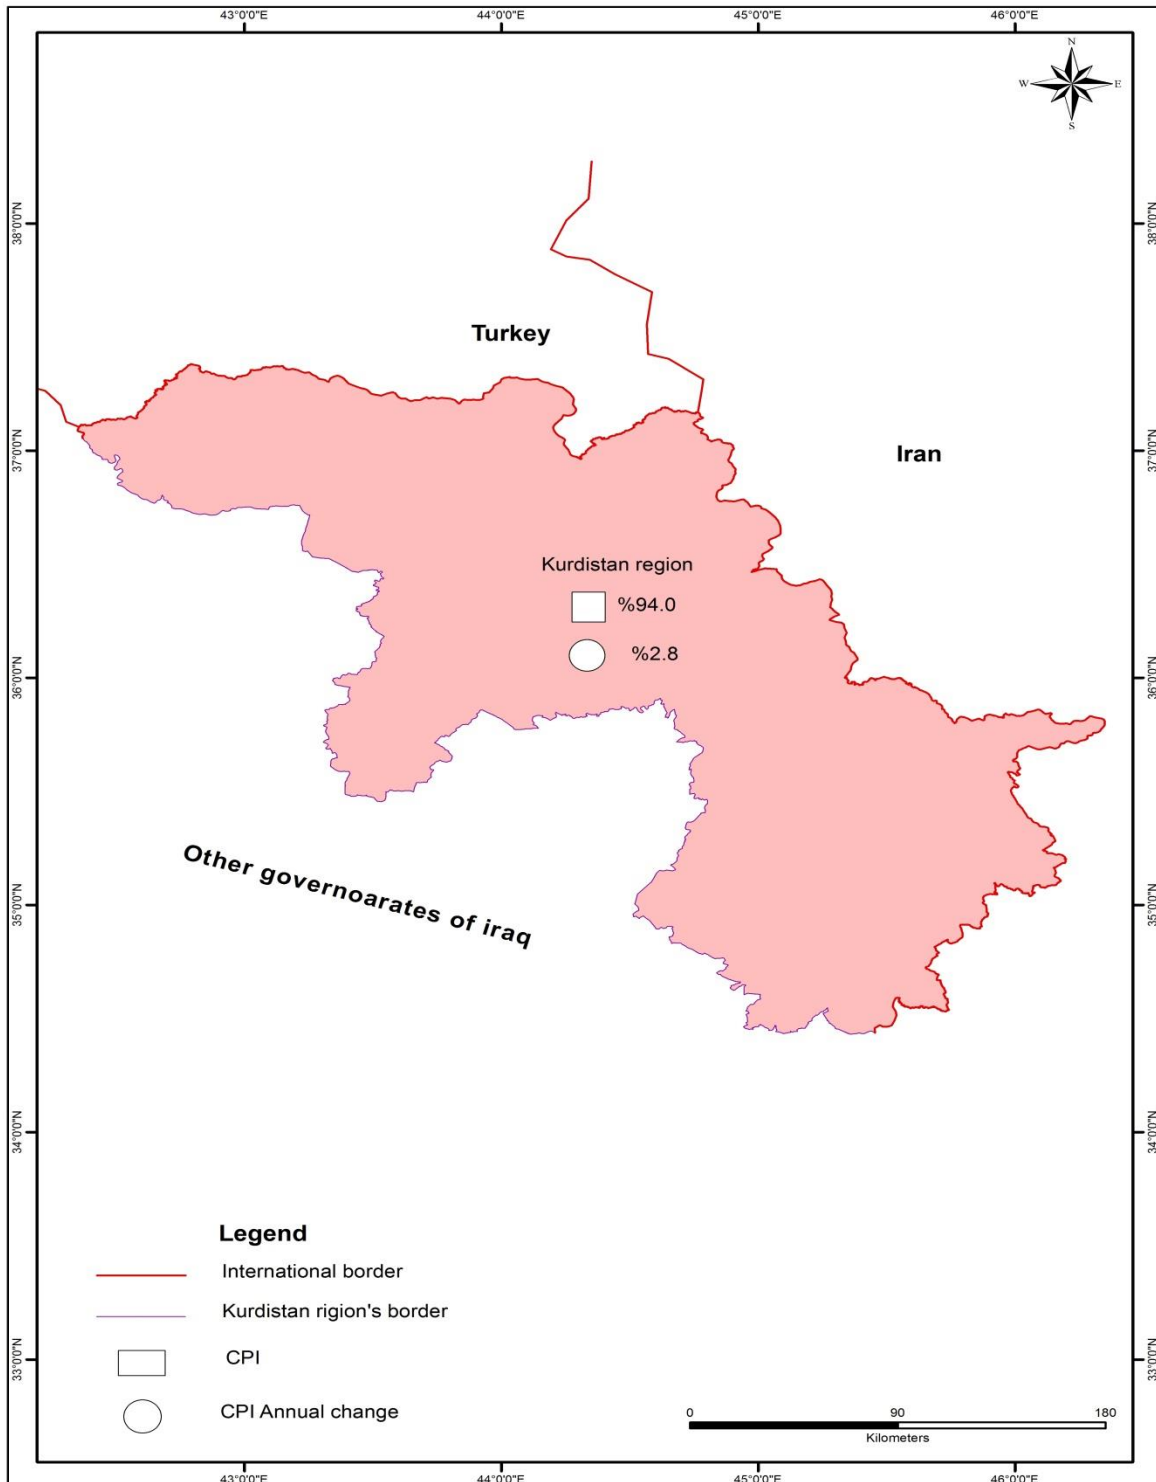 43°0'0"E
44°0'0"E
45°0'0"E
46°0'0"E
N
W
E
S
38°0'0"N
38°0'0"N
Turkey
37°0'0"N
Iran
37°0'0"N
Kurdistan region
%94.0
%2.8
36°0'0"N
36°0'0"N
Other governoarates of iraq
35°0'0"N
35°0'0"N
34°0'0"N
34°0'0"N
Legend
International border
Kurdistan rigion's border
CPI
CPI Annual change
33°0'0"N
33°0'0"N
0
90
180
Kilometers
43°0'0"E
44°0'0"E
45°0'0"E
46°0'0"E